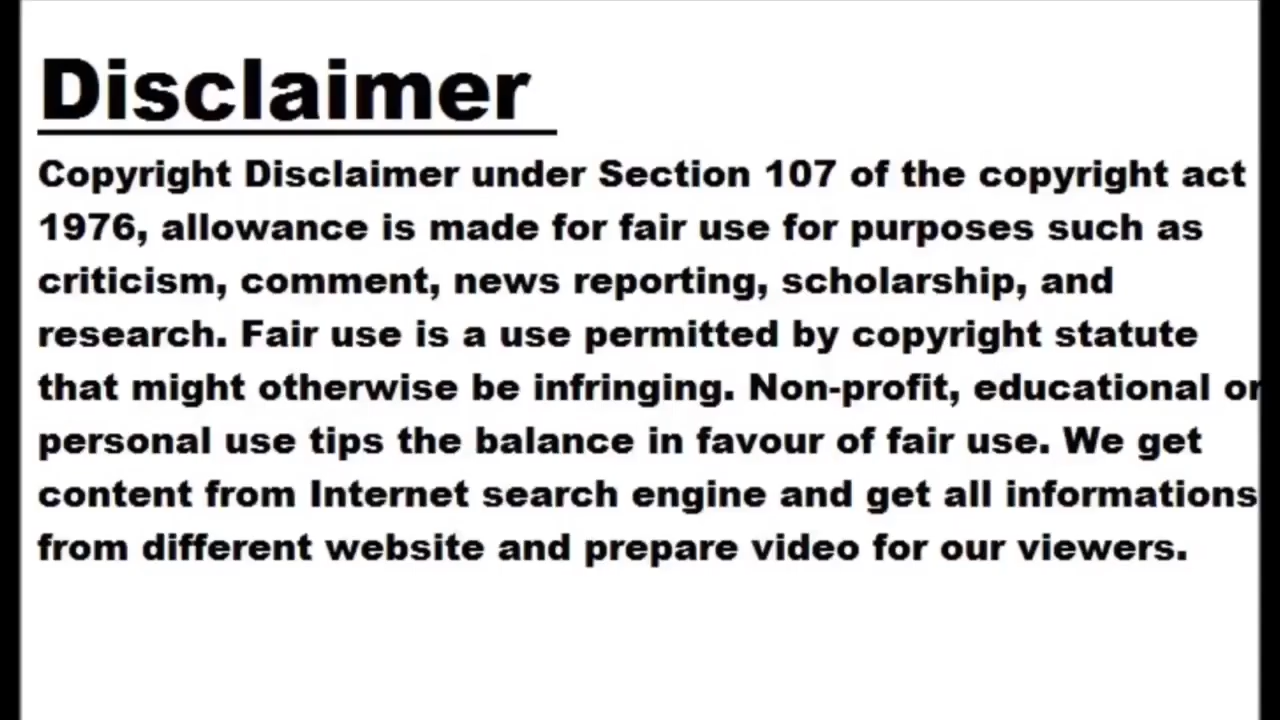 Disclaimer
Copyright Disclaimer under Section 107 of the copyright act
1976, allowance is made for fair use for purposes such as
criticism, comment, news reporting, scholarship, and
research. Fair use is a use permitted by copyright statute
that might otherwise be infringing. Non-profit, educational or
personal use tips the balance in favour of fair use. We get
content from Internet search engine and get all informations
from different website and prepare video for our viewers.